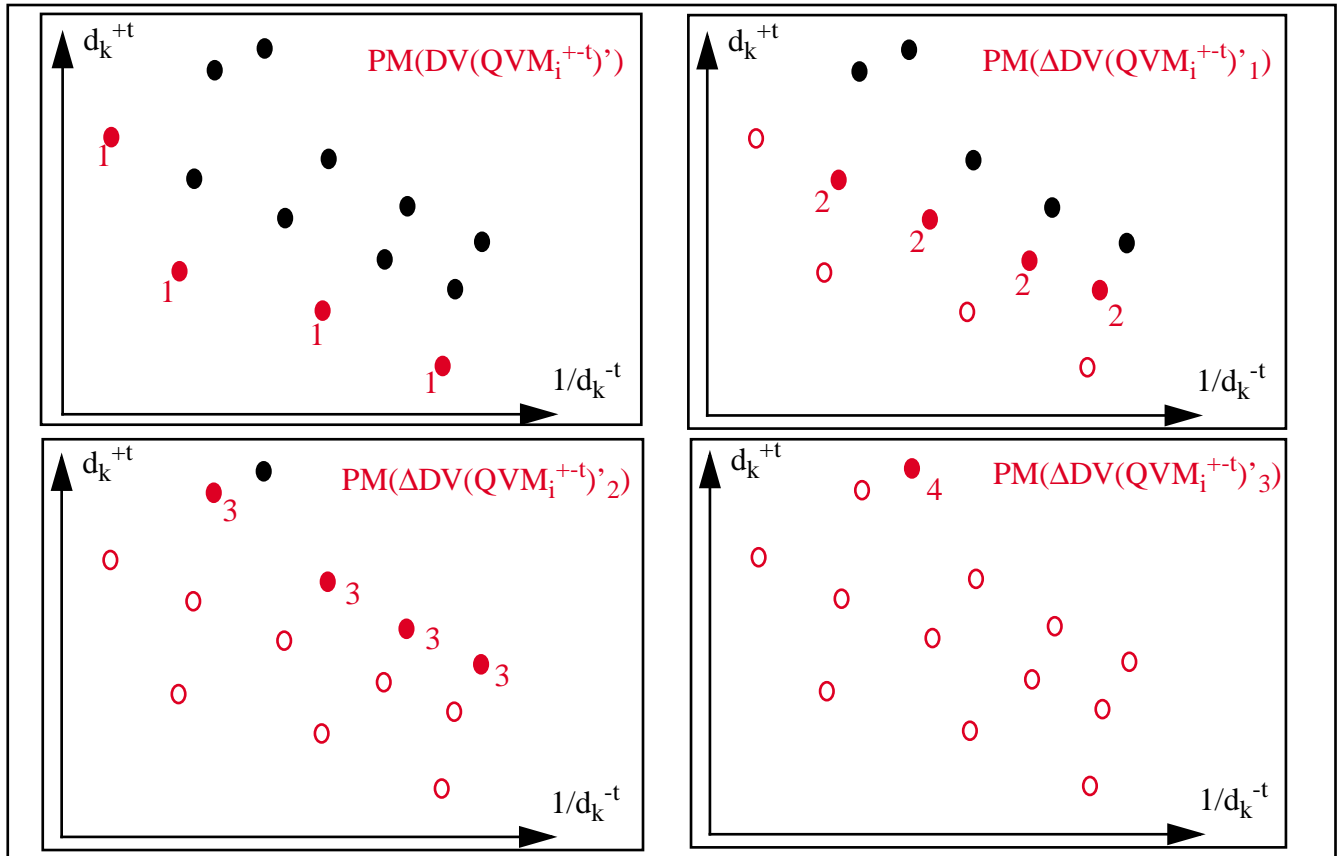 d_k^+t
PM(DV(QVM_i^+-t)’)
1
1
1
1
1/d_k^-t
d_k^+t
PM(ΔDV(QVM_i^+-t)’_1)
2
2
2
2
1/d_k^-t
d_k^+t
PM(ΔDV(QVM_i^+-t)’_2)
3
3
3
3
1/d_k^-t
d_k^+t
PM(ΔDV(QVM_i^+-t)’_3)
4
1/d_k^-t